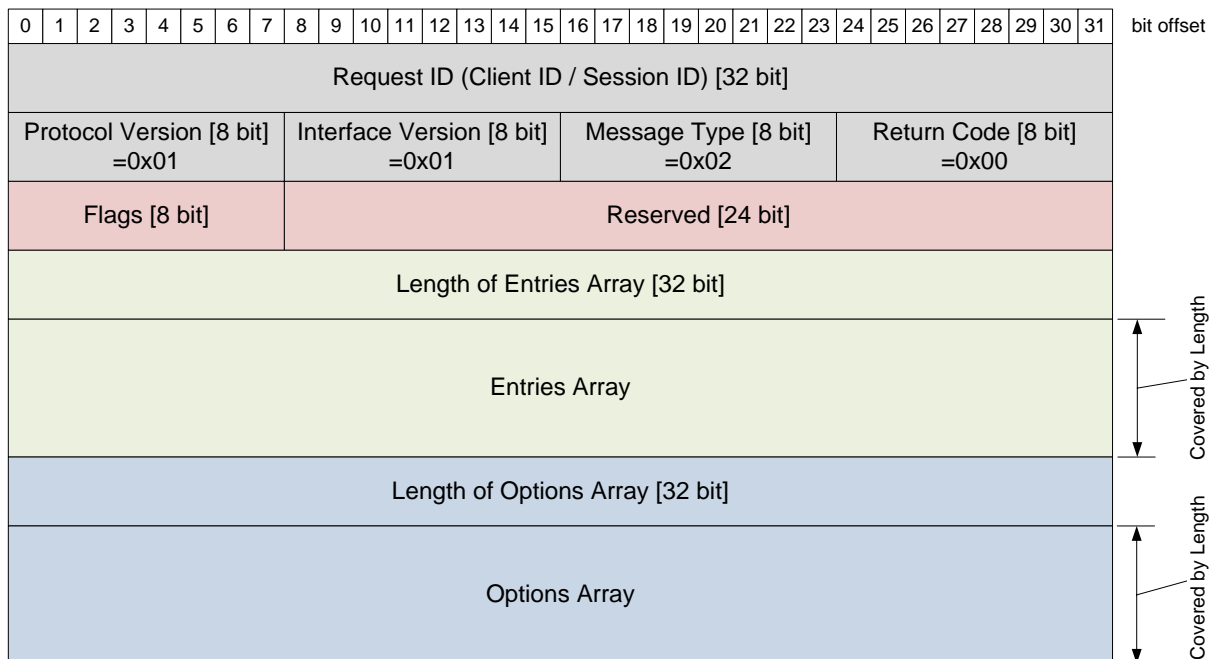 0 1 2 3 4 5 6 7 8 9 10 11 12 13 14 15 16 17 18 19 20 21 22 23 24 25 26 27 28 29 30 31 bit offset
Request ID (Client ID / Session ID) [32 bit]
Protocol Version [8 bit]
=0x01
Interface Version [8 bit]
=0x01
Message Type [8 bit]
=0x02
Return Code [8 bit]
=0x00
Flags [8 bit]
Reserved [24 bit]
Length of Entries Array [32 bit]
Entries Array
Covered by Length
Length of Options Array [32 bit]
Options Array
Covered by Length